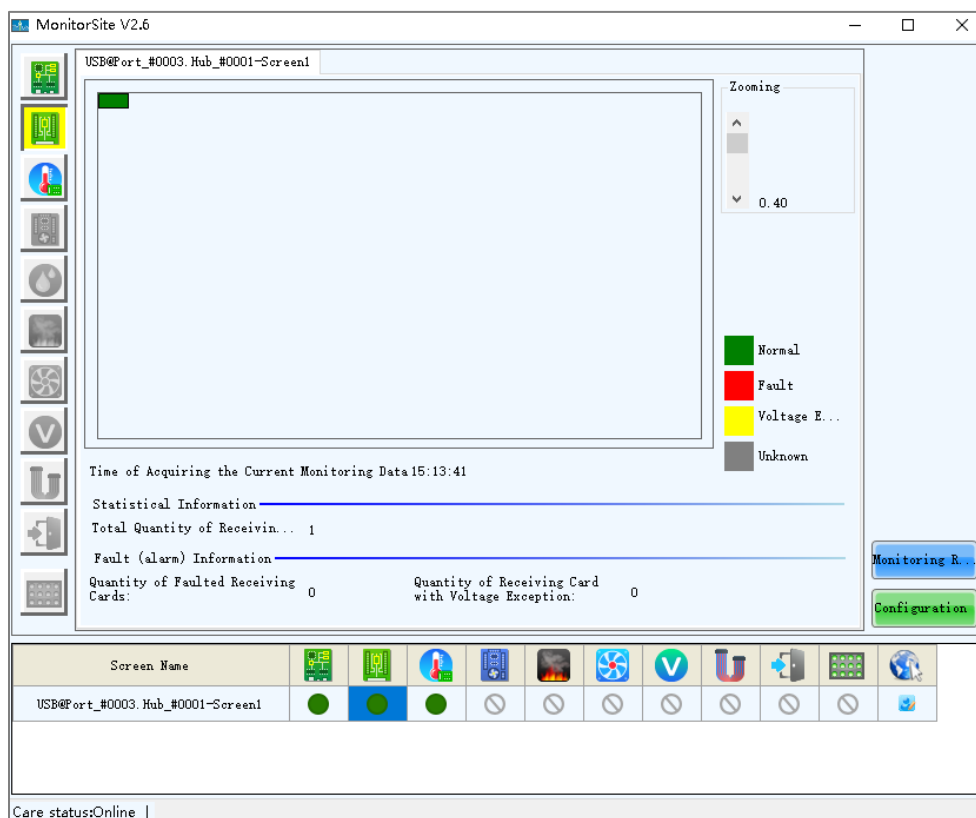 MonitorSite V2.6
USB@Port_#0003.Hub_#0001-Screen1
Zooming
0.40
Normal
Fault
Voltage E...
Unknown
Time of Acquiring the Current Monitoring Data 15:13:41
Statistical Information
Total Quantity of Receivin... 1
Fault (alarm) Information
Quantity of Faulted Receiving Cards: 0
Quantity of Receiving Card with Voltage Exception: 0
Monitoring R...
Configuration
Screen Name
USB@Port_#0003.Hub_#0001-Screen1
Care status:Online |